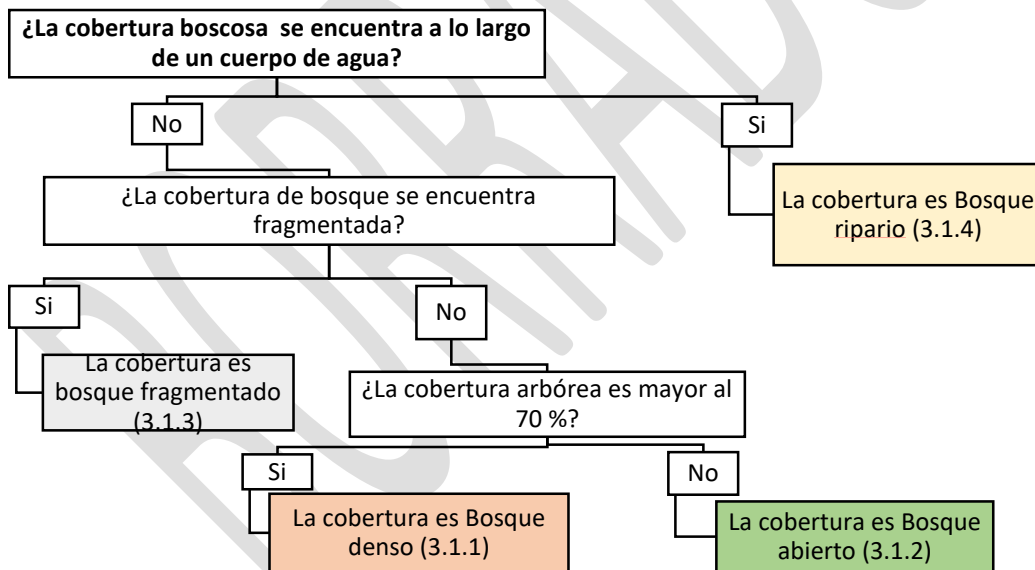 ¿La cobertura boscosa se encuentra a lo largo
de un cuerpo de agua?
No
Si
¿La cobertura de bosque se encuentra
fragmentada?
La cobertura es Bosque
ripario (3.1.4)
Si
No
La cobertura es
bosque fragmentado
(3.1.3)
¿La cobertura arbórea es mayor al
70 %?
Si
No
La cobertura es Bosque
denso (3.1.1)
La cobertura es Bosque
abierto (3.1.2)